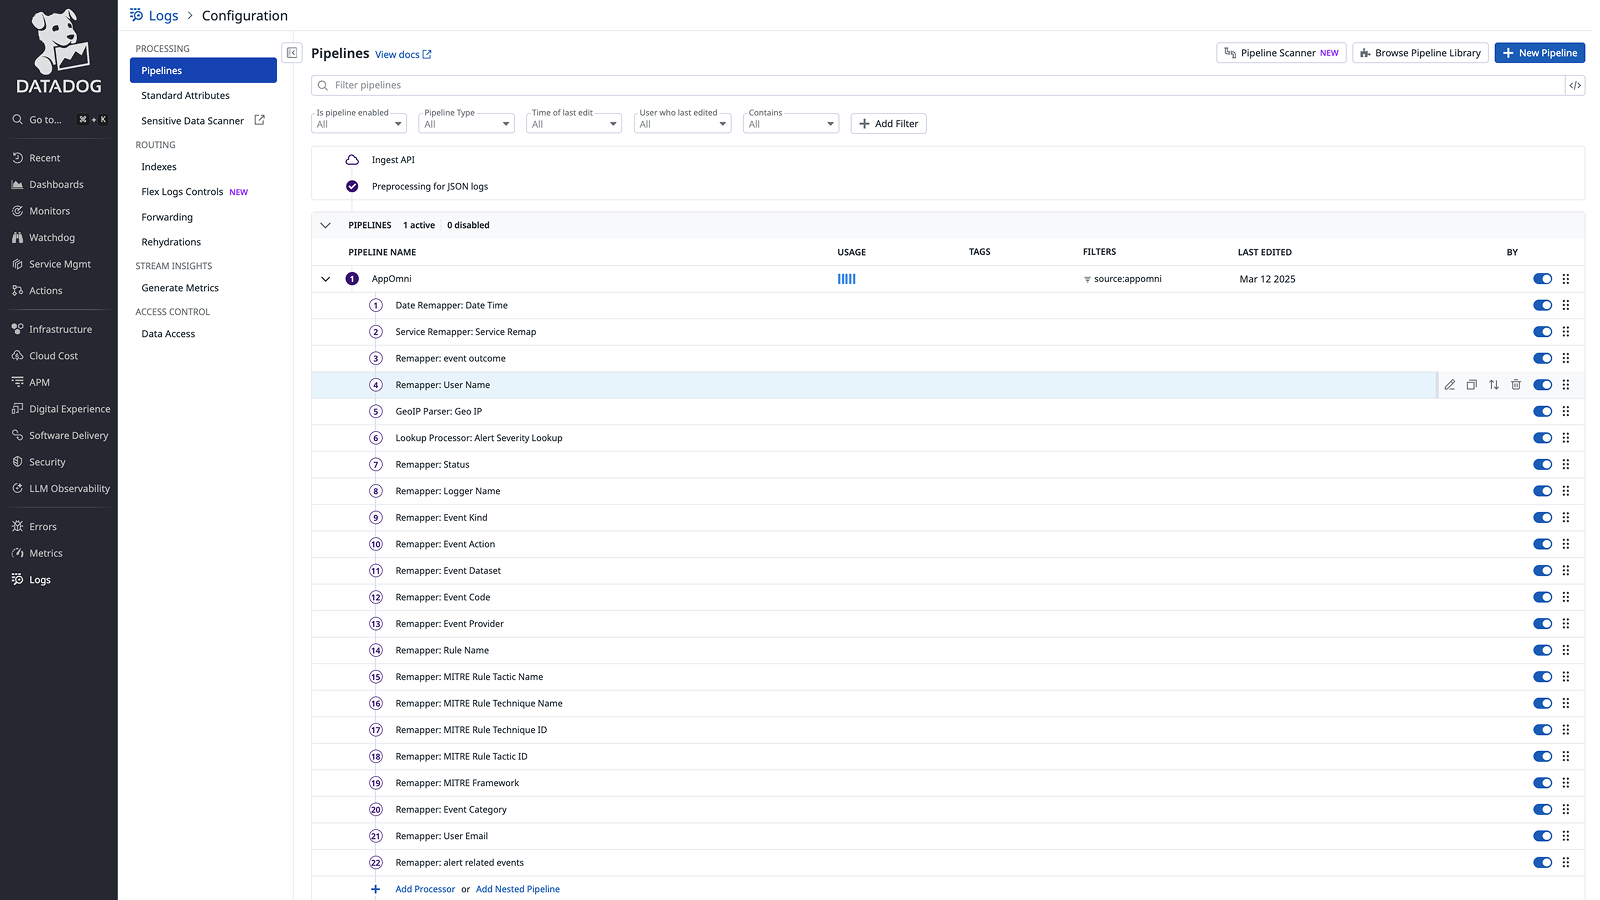 DATADOG
Go to... ⌘ + K
Recent
Dashboards
Monitors
Watchdog
Service Mgmt
Actions
Infrastructure
Cloud Cost
APM
Digital Experience
Software Delivery
Security
LLM Observability
Errors
Metrics
Logs
Logs > Configuration
PROCESSING
Pipelines
Standard Attributes
Sensitive Data Scanner
ROUTING
Indexes
Flex Logs Controls NEW
Forwarding
Rehydrations
STREAM INSIGHTS
Generate Metrics
ACCESS CONTROL
Data Access
Pipelines View docs
Pipeline Scanner NEW
Browse Pipeline Library
+ New Pipeline
Filter pipelines </>
Is pipeline enabled
All
Pipeline Type
All
Time of last edit
All
User who last edited
All
Contains
All
+ Add Filter
Ingest API
Preprocessing for JSON logs
PIPELINES 1 active 0 disabled
PIPELINE NAME USAGE TAGS FILTERS LAST EDITED BY
1 AppOmni source:appomni Mar 12 2025
1 Date Remapper: Date Time
2 Service Remapper: Service Remap
3 Remapper: event outcome
4 Remapper: User Name
5 GeoIP Parser: Geo IP
6 Lookup Processor: Alert Severity Lookup
7 Remapper: Status
8 Remapper: Logger Name
9 Remapper: Event Kind
10 Remapper: Event Action
11 Remapper: Event Dataset
12 Remapper: Event Code
13 Remapper: Event Provider
14 Remapper: Rule Name
15 Remapper: MITRE Rule Tactic Name
16 Remapper: MITRE Rule Technique Name
17 Remapper: MITRE Rule Technique ID
18 Remapper: MITRE Rule Tactic ID
19 Remapper: MITRE Framework
20 Remapper: Event Category
21 Remapper: User Email
22 Remapper: alert related events
+ Add Processor or Add Nested Pipeline